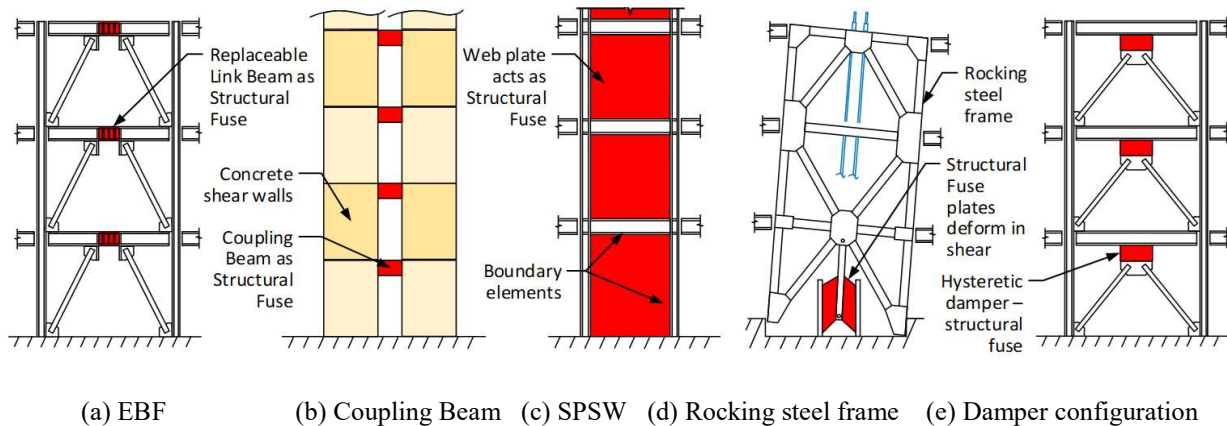 Replaceable
Link Beam as
Structural
Fuse
Concrete
shear walls
Coupling
Beam as
Structural
Fuse
Web plate
acts as
Structural
Fuse
Boundary
elements
Rocking
steel
frame
Structural
Fuse
plates
deform in
shear
Hysteretic
damper –
structural
fuse
(a) EBF
(b) Coupling Beam
(c) SPSW
(d) Rocking steel frame
(e) Damper configuration